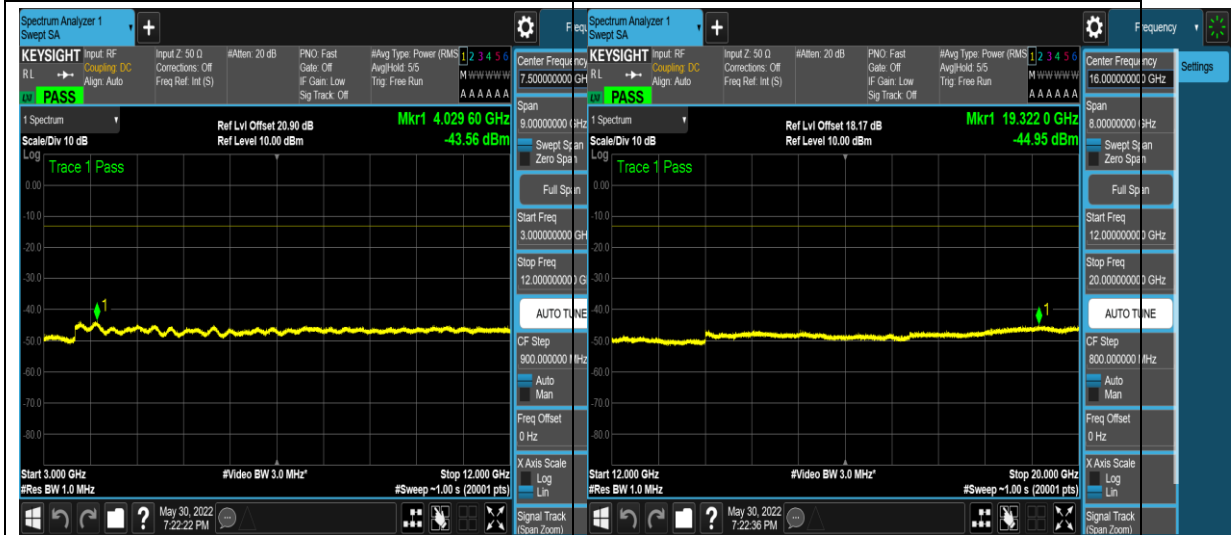 Spectrum Analyzer 1
Swept SA
+
KEYSIGHT
RL
PASS
Input: RF
Coupling: DC
Align: Auto
Input Z: 50 Ω
Corrections: Off
Freq Ref: Int (S)
#Atten: 20 dB
PNO: Fast
Gate: Off
IF Gain: Low
Sig Track: Off
#Avg Type: Power (RMS
Avg|Hold: 5/5
Trig: Free Run
1 2 3 4 5 6
M W W W W W
A A A A A A
1 Spectrum
Scale/Div 10 dB
Ref Lvl Offset 20.90 dB
Ref Level 10.00 dBm
Mkr1 4.029 60 GHz
-43.56 dBm
Log
Trace 1 Pass
0.00
-10.0
-20.0
-30.0
-40.0
-50.0
-60.0
-70.0
-80.0
1
Start 3.000 GHz
#Res BW 1.0 MHz
#Video BW 3.0 MHz*
Stop 12.000 GHz
#Sweep ~1.00 s (20001 pts)
?
May 30, 2022
7:22:22 PM
Frequ
Center Frequency
7.500000000 GH
Span
9.00000000 GHz
Swept Span
Zero Span
Full Span
Start Freq
3.000000000 GH
Stop Freq
12.000000000 G
AUTO TUNE
CF Step
900.000000 MHz
Auto
Man
Freq Offset
0 Hz
X Axis Scale
Log
Lin
Signal Track
(Span Zoom)
Spectrum Analyzer 1
Swept SA
+
KEYSIGHT
RL
PASS
Input: RF
Coupling: DC
Align: Auto
Input Z: 50 Ω
Corrections: Off
Freq Ref: Int (S)
#Atten: 20 dB
PNO: Fast
Gate: Off
IF Gain: Low
Sig Track: Off
#Avg Type: Power (RMS
Avg|Hold: 5/5
Trig: Free Run
1 2 3 4 5 6
M W W W W W
A A A A A A
1 Spectrum
Scale/Div 10 dB
Ref Lvl Offset 18.17 dB
Ref Level 10.00 dBm
Mkr1 19.322 0 GHz
-44.95 dBm
Log
Trace 1 Pass
0.00
-10.0
-20.0
-30.0
-40.0
-50.0
-60.0
-70.0
-80.0
1
Start 12.000 GHz
#Res BW 1.0 MHz
#Video BW 3.0 MHz*
Stop 20.000 GHz
#Sweep ~1.00 s (20001 pts)
?
May 30, 2022
7:22:36 PM
Frequency
Settings
Center Frequency
16.000000000 GHz
Span
8.00000000 GHz
Swept Span
Zero Span
Full Span
Start Freq
12.000000000 GHz
Stop Freq
20.000000000 GHz
AUTO TUNE
CF Step
800.000000 MHz
Auto
Man
Freq Offset
0 Hz
X Axis Scale
Log
Lin
Signal Track
(Span Zoom)